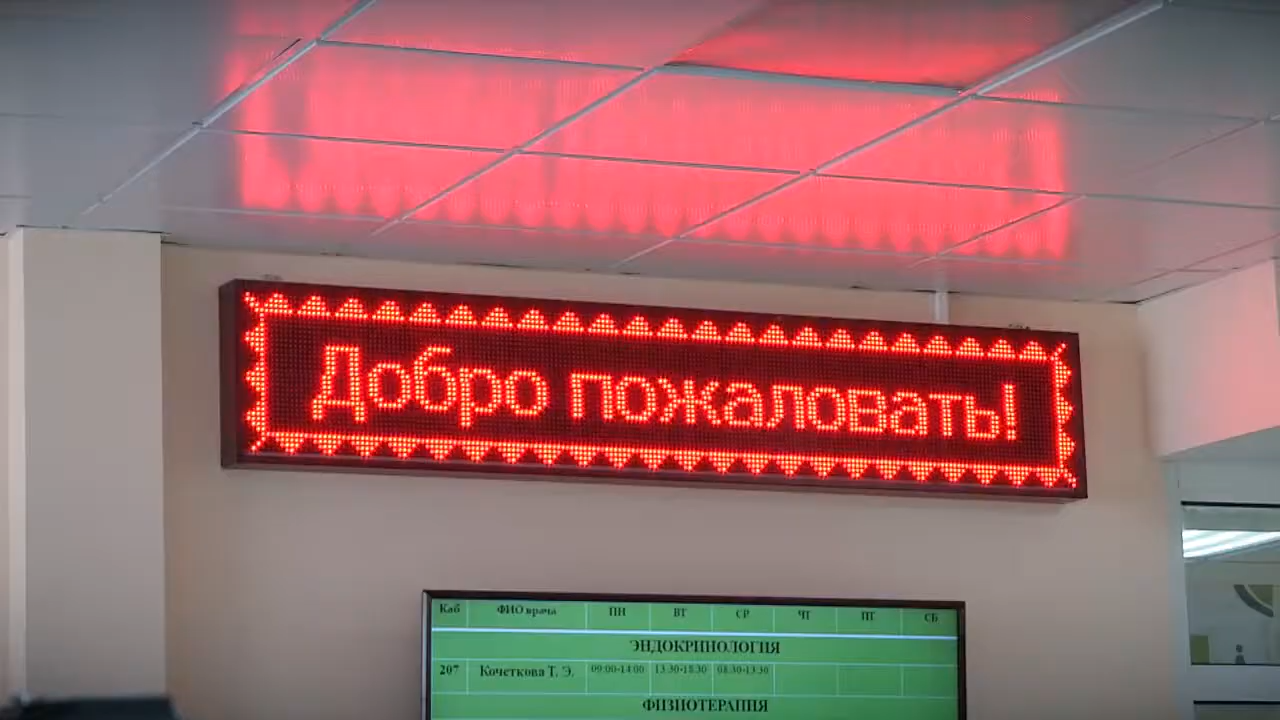 Добро пожаловать!
Каб ФИО врача ПН ВТ СР ЧТ ПТ СБ
ЭНДОКРИНОЛОГИЯ
207 Кочеткова Т. Э. 09:00-14:00 13:30-18:30 08:30-13:30
ФИЗИОТЕРАПИЯ